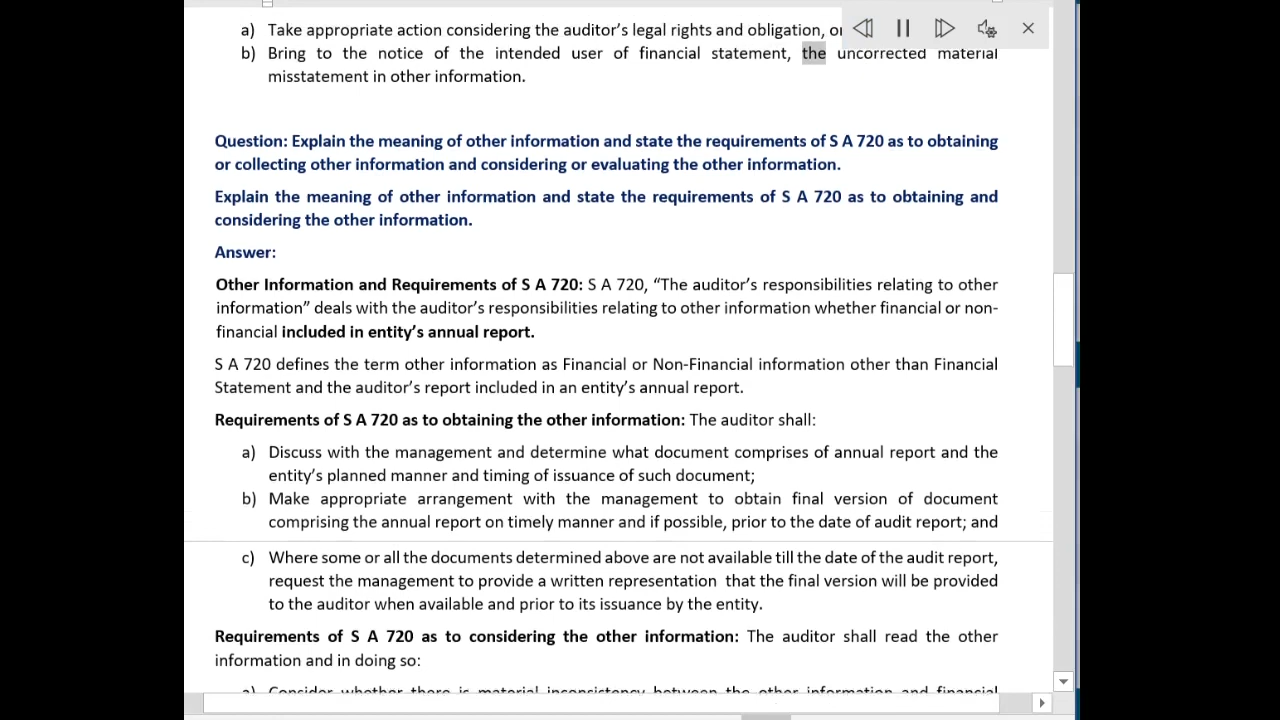 a) Take appropriate action considering the auditor’s legal rights and obligation, or
b) Bring to the notice of the intended user of financial statement, the uncorrected material
misstatement in other information.
Question: Explain the meaning of other information and state the requirements of S A 720 as to obtaining
or collecting other information and considering or evaluating the other information.
Explain the meaning of other information and state the requirements of S A 720 as to obtaining and
considering the other information.
Answer:
Other Information and Requirements of S A 720: S A 720, “The auditor’s responsibilities relating to other
information” deals with the auditor’s responsibilities relating to other information whether financial or non-
financial included in entity’s annual report.
S A 720 defines the term other information as Financial or Non-Financial information other than Financial
Statement and the auditor’s report included in an entity’s annual report.
Requirements of S A 720 as to obtaining the other information: The auditor shall:
a) Discuss with the management and determine what document comprises of annual report and the
entity’s planned manner and timing of issuance of such document;
b) Make appropriate arrangement with the management to obtain final version of document
comprising the annual report on timely manner and if possible, prior to the date of audit report; and
c) Where some or all the documents determined above are not available till the date of the audit report,
request the management to provide a written representation that the final version will be provided
to the auditor when available and prior to its issuance by the entity.
Requirements of S A 720 as to considering the other information: The auditor shall read the other
information and in doing so:
a) Consider whether there is material inconsistency between the other information and financial